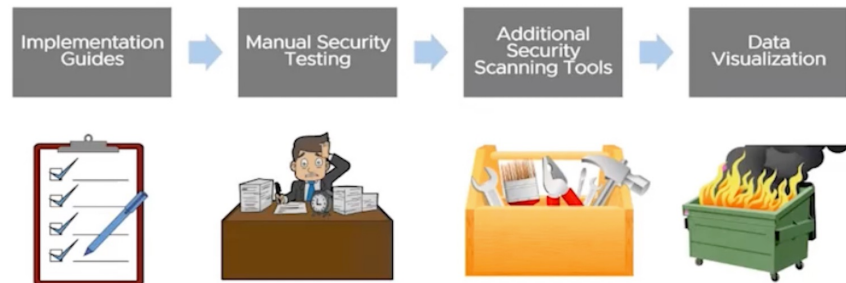 Implementation
Guides
Manual Security
Testing
Additional
Security
Scanning Tools
Data
Visualization